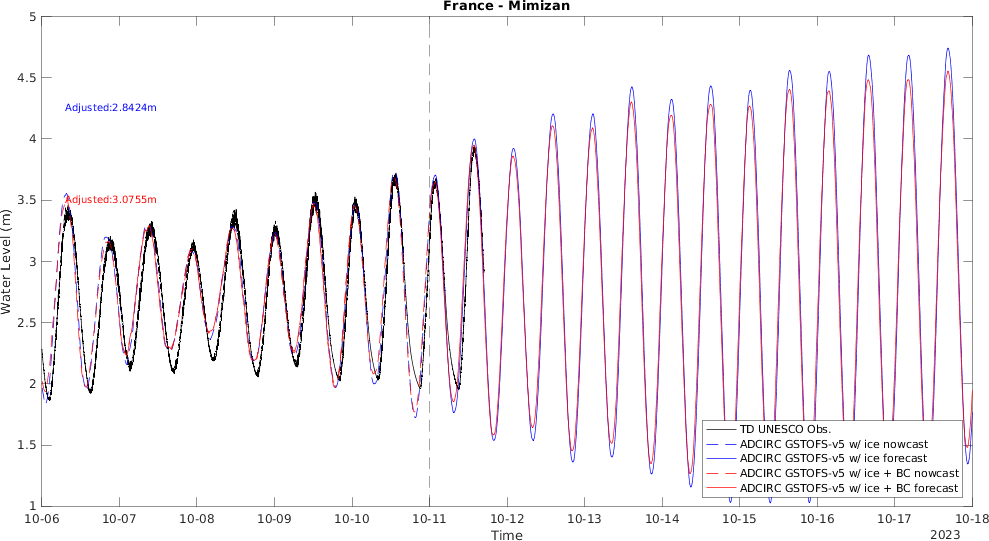 France - Mimizan
5
4.5
4
3.5
3
2.5
2
1.5
1
Water Level (m)
Adjusted:2.8424m
Adjusted:3.0755m
TD UNESCO Obs.
ADCIRC GSTOFS-v5 w/ ice nowcast
ADCIRC GSTOFS-v5 w/ ice forecast
ADCIRC GSTOFS-v5 w/ ice + BC nowcast
ADCIRC GSTOFS-v5 w/ ice + BC forecast
10-06 10-07 10-08 10-09 10-10 10-11 10-12 10-13 10-14 10-15 10-16 10-17 10-18
Time
2023